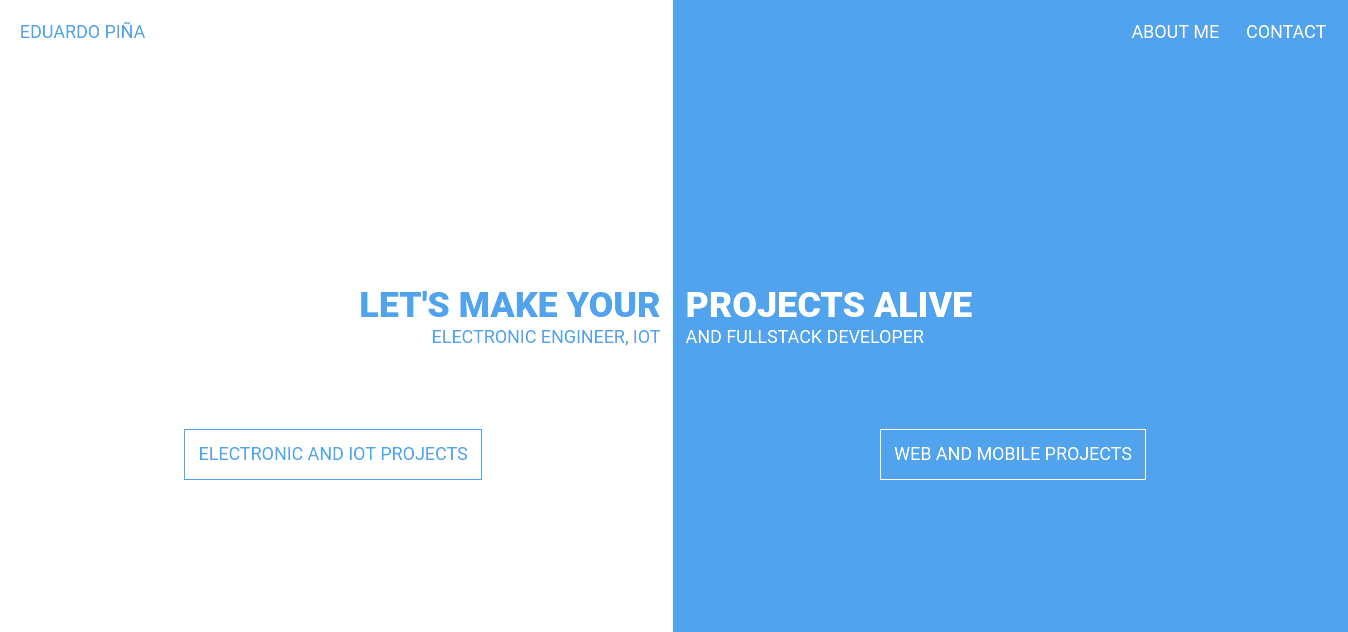 EDUARDO PIÑA
ABOUT ME CONTACT
LET'S MAKE YOUR PROJECTS ALIVE
ELECTRONIC ENGINEER, IOT AND FULLSTACK DEVELOPER
ELECTRONIC AND IOT PROJECTS
WEB AND MOBILE PROJECTS